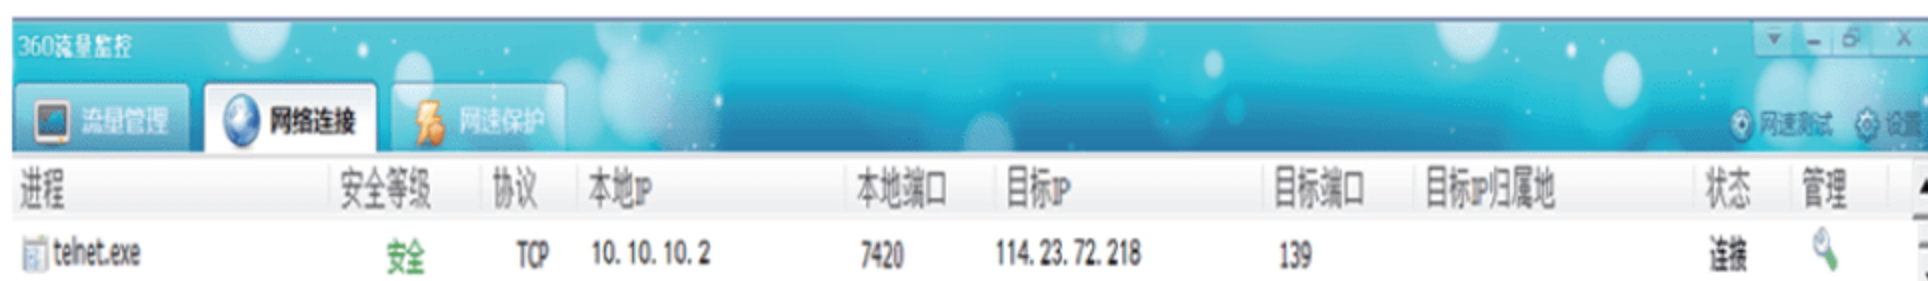 360流量监控
流量管理 网络连接 网速保护 网速测试 设置
进程 安全等级 协议 本地IP 本地端口 目标IP 目标端口 目标IP归属地 状态 管理
telnet.exe 安全 TCP 10.10.10.2 7420 114.23.72.218 139 连接